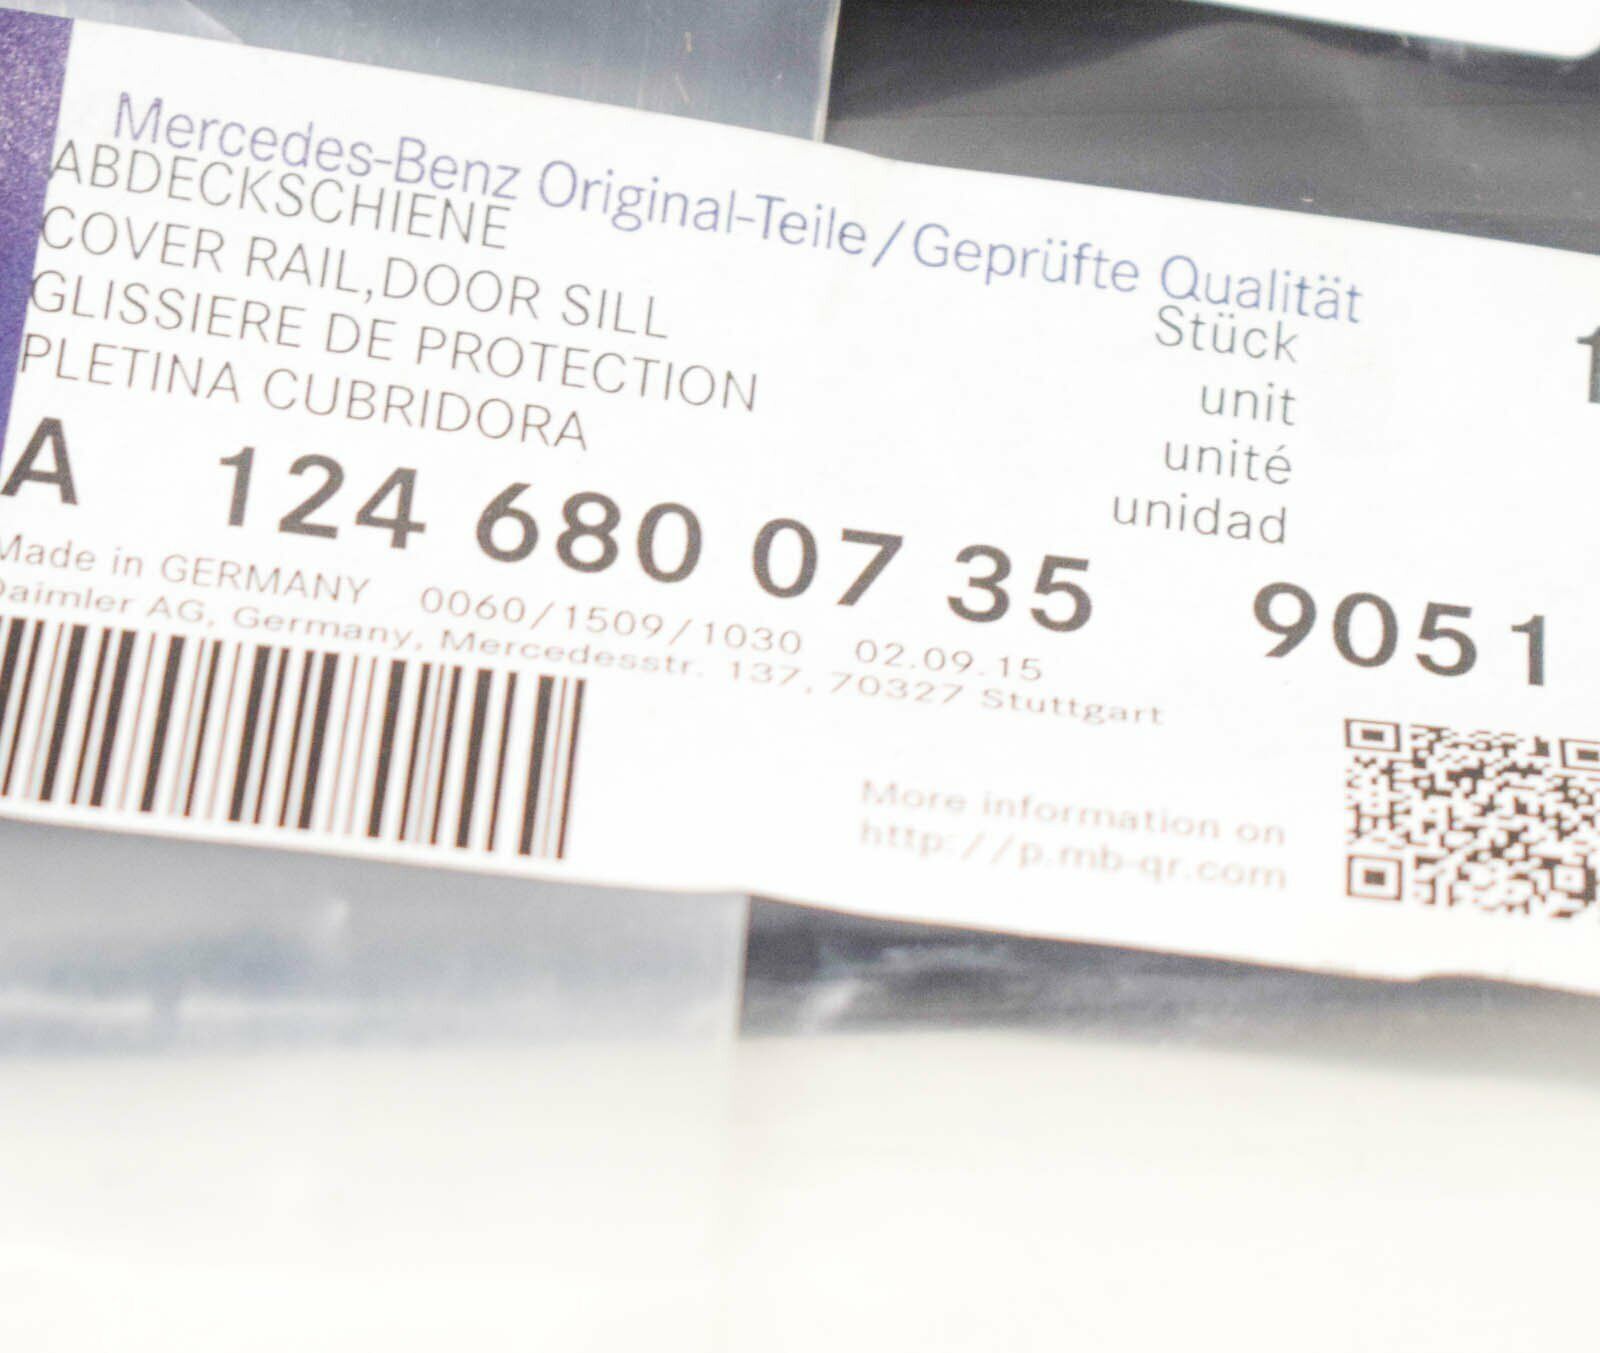 Mercedes-Benz Original-Teile/Geprüfte Qualität
ABDECKSCHIENE
COVER RAIL,DOOR SILL
GLISSIERE DE PROTECTION
PLETINA CUBRIDORA
Stück
unit
unité
unidad
1
A 124 680 07 35 9051
Made in GERMANY 0060/1509/1030 02.09.15
Daimler AG, Germany, Mercedesstr. 137, 70327 Stuttgart
More information on
http://p.mb-qr.com